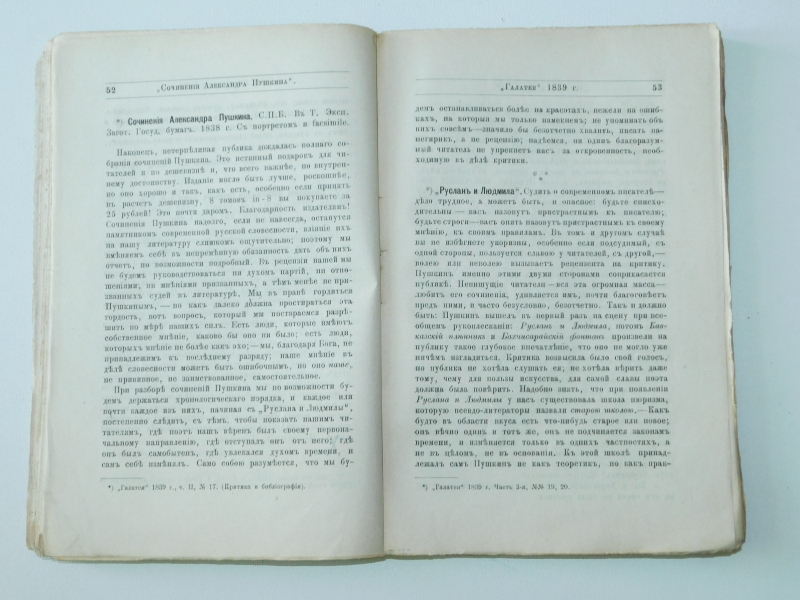 52
„Сочиненія Александра Пушкина“.
*) Сочиненія Александра Пушкина. С.П.Б. Въ Т. Эксп.
Загот. Госуд. бумагъ. 1838 г. Съ портретомъ и facsimile.
Наконецъ, нетерпѣливая публика дождалась полнаго со-
бранія сочиненій Пушкина. Это истинный подарокъ для чи-
тателей и по дешевизнѣ и, что всего важнѣе, по внутрен-
нему достоинству. Изданіе могло быть лучше, роскошнѣе,
но оно хорошо и такъ, какъ есть, особенно если принять
въ расчетъ дешевизну. 8 томовъ in-8 вы покупаете за
25 рублей! Это почти даромъ. Благодарность издателямъ!
Сочиненія Пушкина надолго, если не навсегда, останутся
памятникомъ современной русской словесности, вліяніе ихъ
на нашу литературу слишкомъ ощутительно; поэтому мы
вмѣняемъ себѣ въ непремѣнную обязанность дать объ нихъ
отчетъ, по возможности подробный. Въ рецензіи нашей мы
не будемъ руководствоваться ни духомъ партій, ни отно-
шеніями, ни мнѣніями призванныхъ, а тѣмъ менѣе не при-
званныхъ судей въ литературѣ. Мы въ правѣ гордиться
Пушкинымъ, — но какъ далеко должна простираться эта
гордость, вотъ вопросъ, который мы постараемся разрѣ-
шить по мѣрѣ нашихъ силъ. Есть люди, которые имѣютъ
собственное мнѣніе, каково бы оно ни было; есть люди,
которыхъ мнѣніе не болѣе какъ эхо;—мы, благодаря Бога, не
принадлежимъ къ послѣднему разряду; наше мнѣніе въ
дѣлѣ словесности можетъ быть ошибочнымъ, но оно наше,
не привнянное, не заимствованное, самостоятельное.
При разборѣ сочиненій Пушкина мы по возможности бу-
демъ держаться хронологическаго порядка, и каждое или
почти каждое изъ нихъ, начиная съ „Руслана и Людмилы“,
постепенно слѣдить, съ тѣмъ, чтобы показать нашимъ чи-
тателямъ, гдѣ поэтъ нашъ вѣренъ былъ своему первона-
чальному направленію, гдѣ отступалъ онъ отъ него; гдѣ
онъ былъ самобытенъ, гдѣ увлекался духомъ времени, и
самъ себѣ измѣнялъ. Само собою разумѣется, что мы бу-
*) „Галатея“ 1839 г., ч. II, № 17. (Критика и библіографія).
„Галатея“ 1839 г.
53
демъ останавливаться болѣе на красотахъ, нежели на ошиб-
кахъ, на которыя мы только намекнемъ; не упоминать объ
нихъ совсѣмъ—значило бы безотчетно хвалить, писать па-
негирикъ, а не рецензію; надѣемся, ни одинъ благоразум-
ный читатель не упрекнетъ насъ за откровенность, необ-
ходимую въ дѣлѣ критики.
* *
*
*) „Русланъ и Людмила“. Судить о современномъ писателѣ—
дѣло трудное, а можетъ быть, и опасное: будьте снисхо-
дительны — васъ назовутъ пристрастнымъ къ писателю;
будьте строги—васъ опять назовутъ пристрастнымъ къ своему
мнѣнію, къ своимъ правиламъ. Въ томъ и другомъ случаѣ
вы не избѣгнете укоризны, особенно если подсудимый, съ
одной стороны, пользуется славою у читателей, съ другой,—
волею или неволею вызываетъ рецензента на критику.
Пушкинъ именно этими двумя сторонами соприкасается
публикѣ. Непишущіе читатели — вся эта огромная масса—
любитъ его сочиненія, удивляется имъ, почти благоговѣетъ
предъ ними, и часто безусловно, безотчетно. Такъ и должно
быть: Пушкинъ вышелъ въ первый разъ на сцену при все-
общемъ рукоплесканіи: Русланъ и Людмила, потомъ Кав-
казскій плѣнникъ и Бахчисарайскій фонтанъ произвели на
публику такое глубокое впечатлѣніе, что оно не могло уже
ничѣмъ изгладиться. Критика возвысила было свой голосъ,
но публика не хотѣла слушать ея; не хотѣла вѣрить даже
тому, чему для пользы искусства, для самой славы поэта
должна была повѣрить. Надобно знать, что при появленіи
Руслана и Людмилы у насъ существовала школа пюризма,
которую псевдо-литераторы назвали старою школою.— Какъ
будто въ области вкуса есть что-нибудь старое или новое;
онъ вѣчно одинъ и тотъ же, онъ не подчиняется законамъ
времени, и измѣняется только въ однихъ частностяхъ, а
не въ цѣломъ, не въ основаніи. Къ этой школѣ принад-
лежалъ самъ Пушкинъ не какъ теоретикъ, но какъ прак-
*) „Галатея“ 1839 г. Часть 3-я, №№ 19, 20.